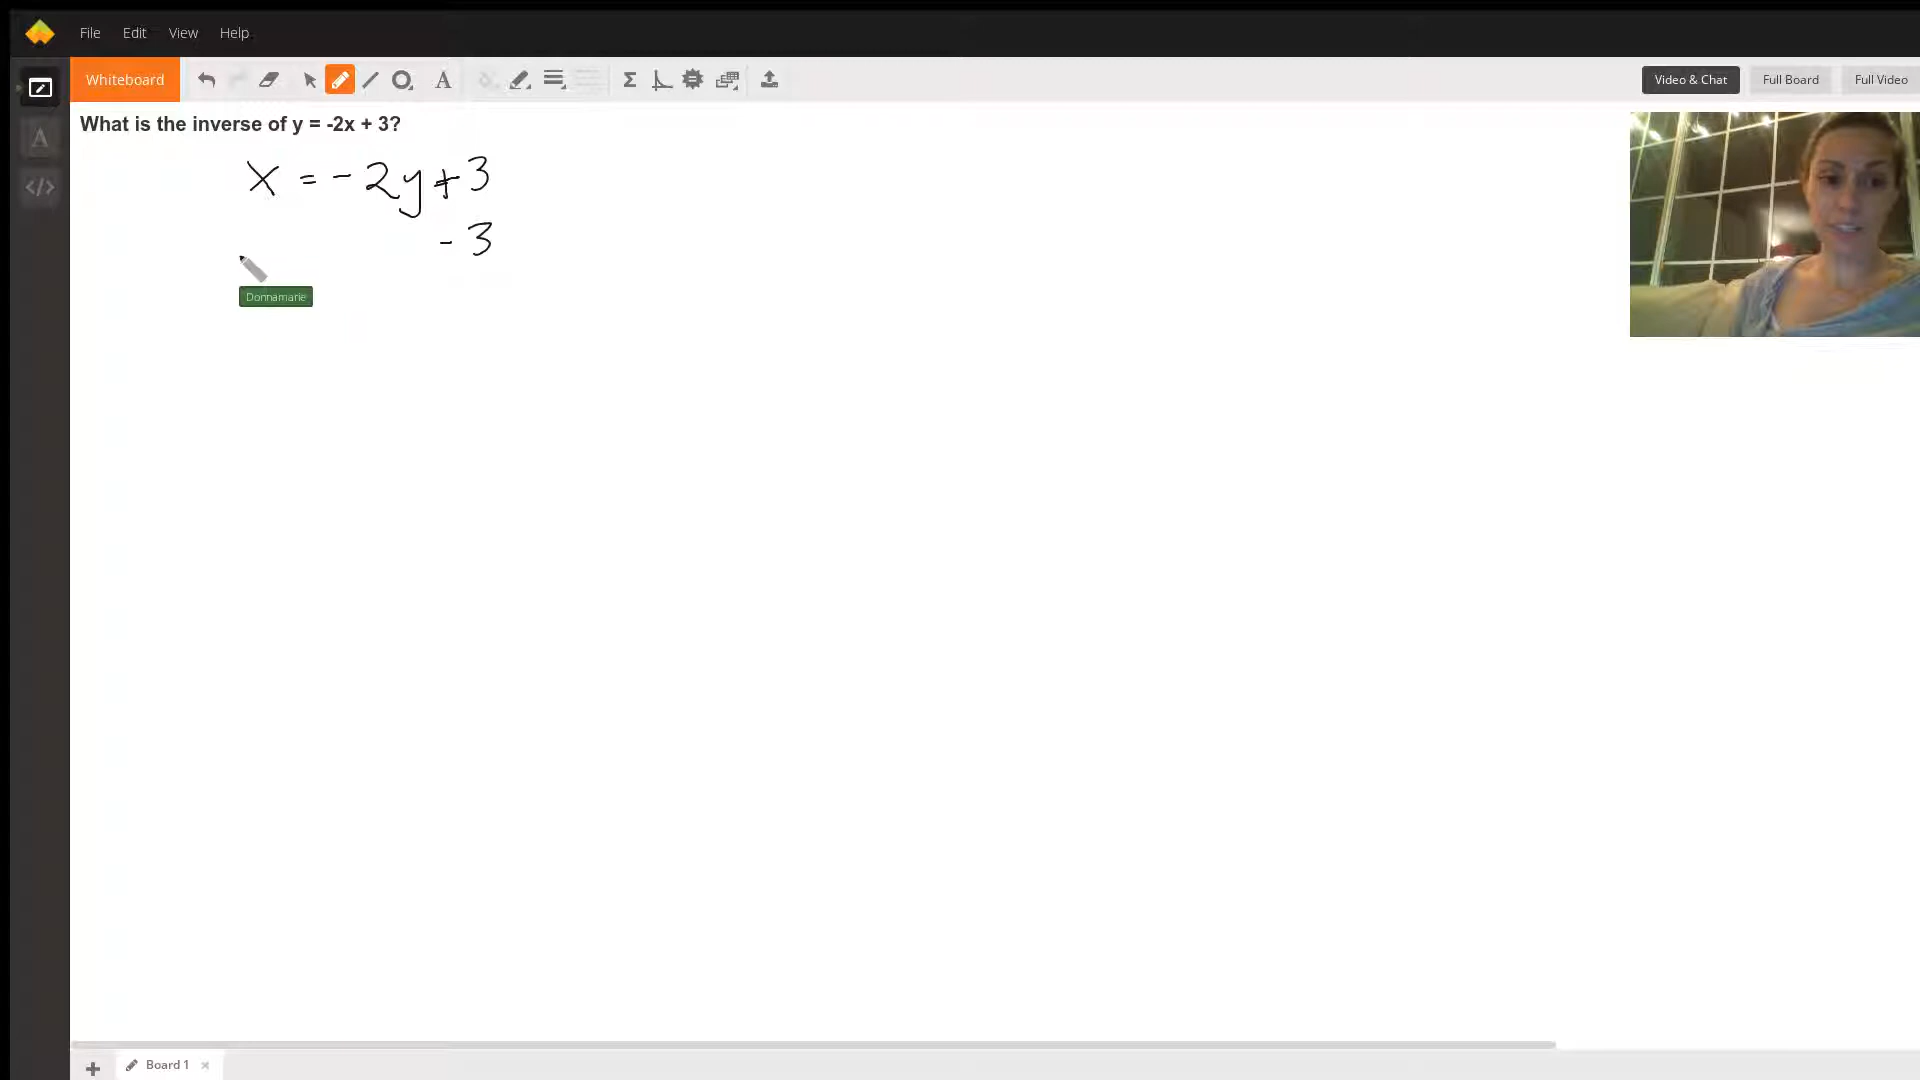 File Edit View Help
Whiteboard A Σ Video & Chat Full Board Full Video
What is the inverse of y = -2x + 3?
A
x = - 2y + 3
</>
- 3
Donnamarie
+ Board 1 ×